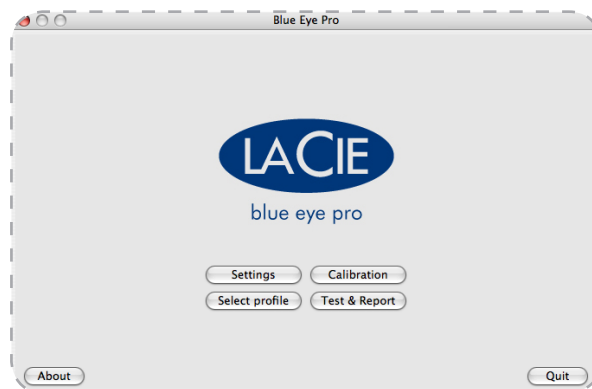 Blue Eye Pro
LACIE
blue eye pro
Settings Calibration
Select profile Test & Report
About Quit